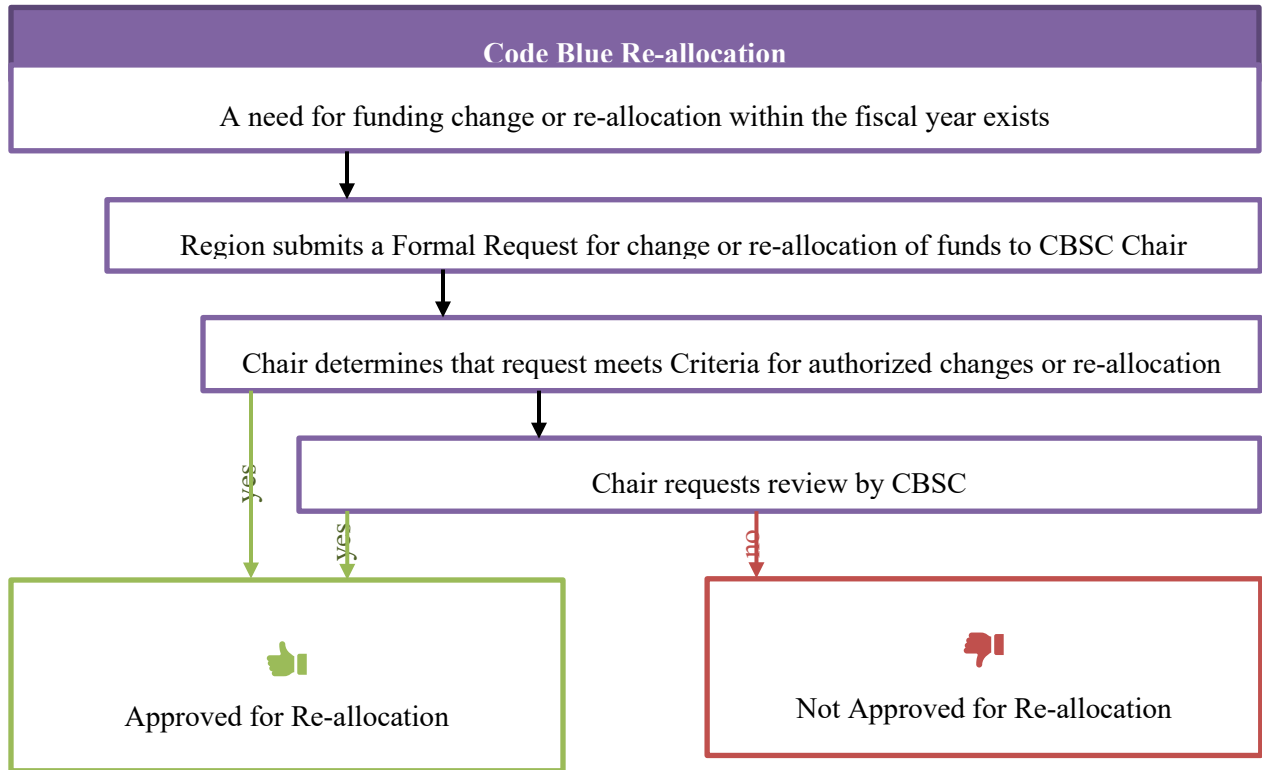 Code Blue Re-allocation
A need for funding change or re-allocation within the fiscal year exists
Region submits a Formal Request for change or re-allocation of funds to CBSC Chair
Chair determines that request meets Criteria for authorized changes or re-allocation
Chair requests review by CBSC
yes
yes
no
Approved for Re-allocation
Not Approved for Re-allocation